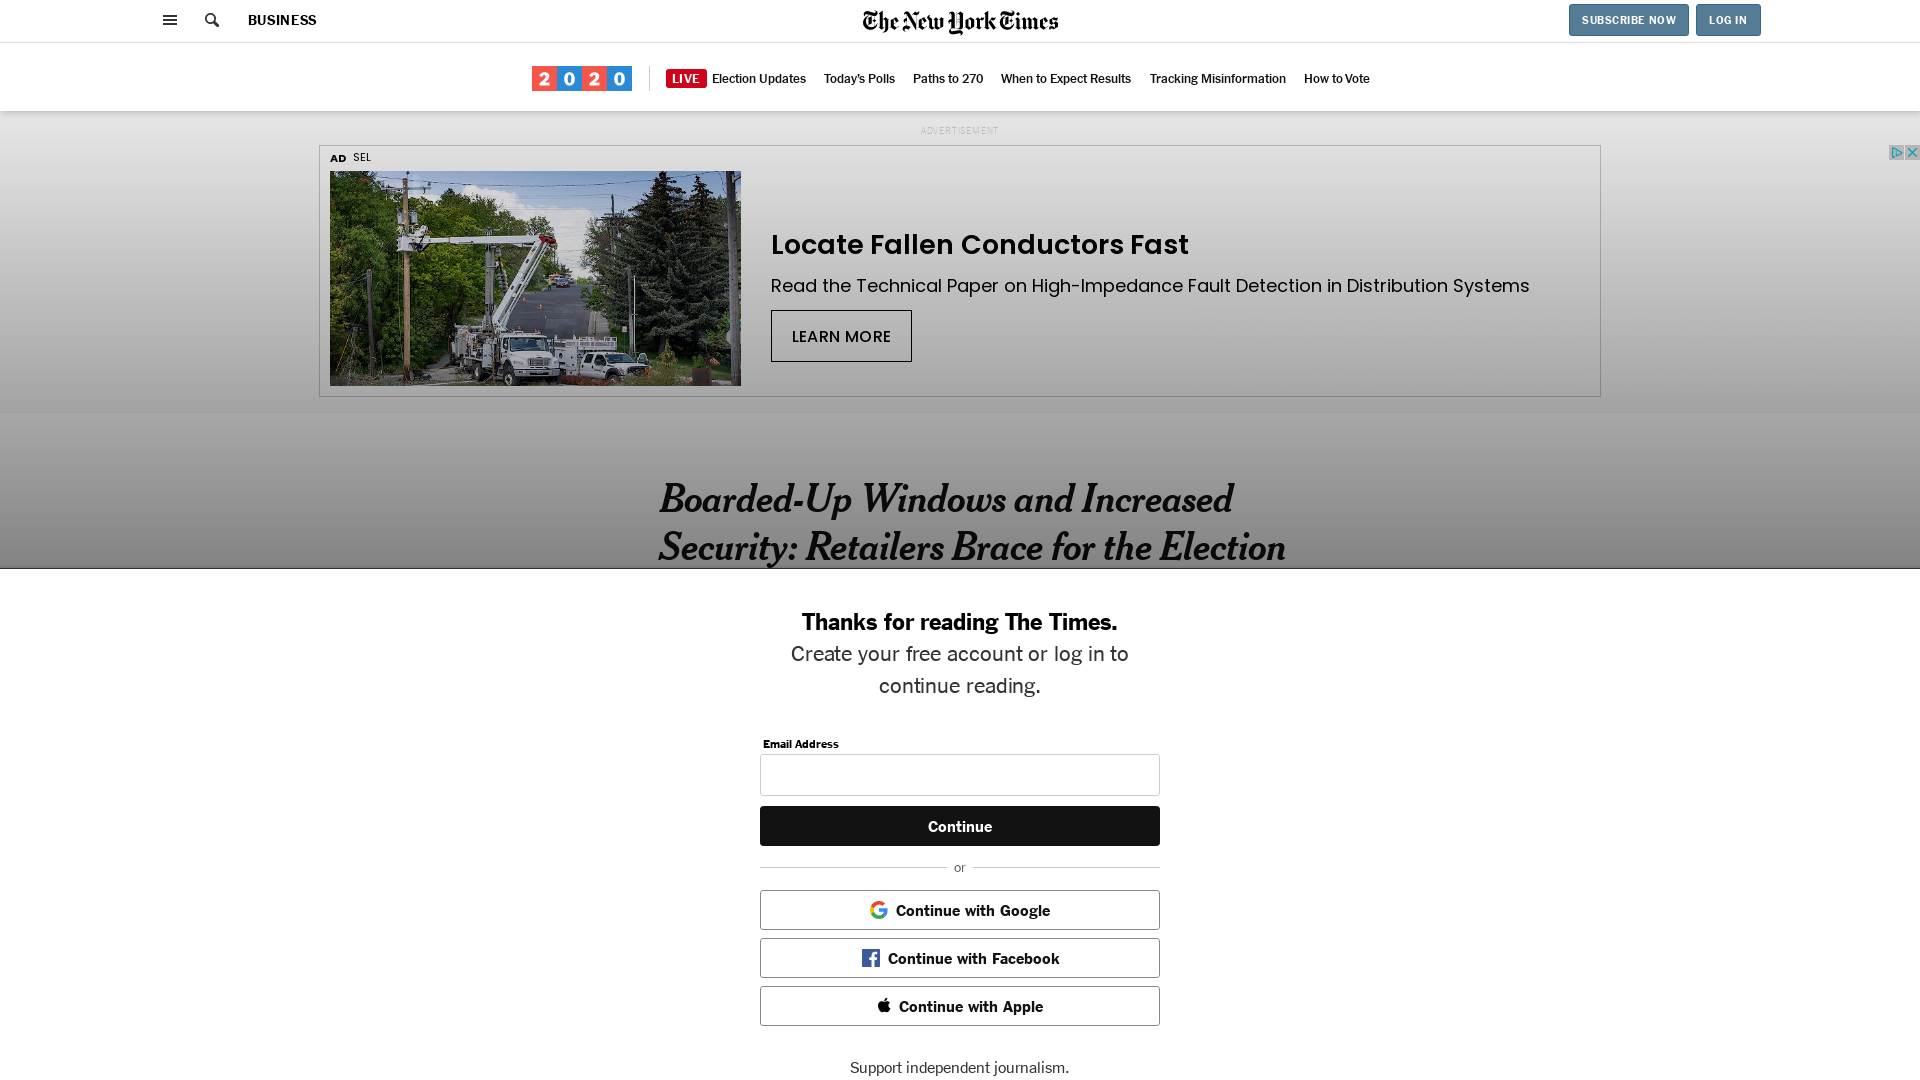 BUSINESS
The New York Times
SUBSCRIBE NOW
LOG IN
2020
LIVE Election Updates
Today's Polls
Paths to 270
When to Expect Results
Tracking Misinformation
How to Vote
ADVERTISEMENT
AD SEL
Locate Fallen Conductors Fast
Read the Technical Paper on High-Impedance Fault Detection in Distribution Systems
LEARN MORE
Boarded-Up Windows and Increased
Security: Retailers Brace for the Election
Thanks for reading The Times.
Create your free account or log in to
continue reading.
Email Address
Continue
or
Continue with Google
Continue with Facebook
Continue with Apple
Support independent journalism.